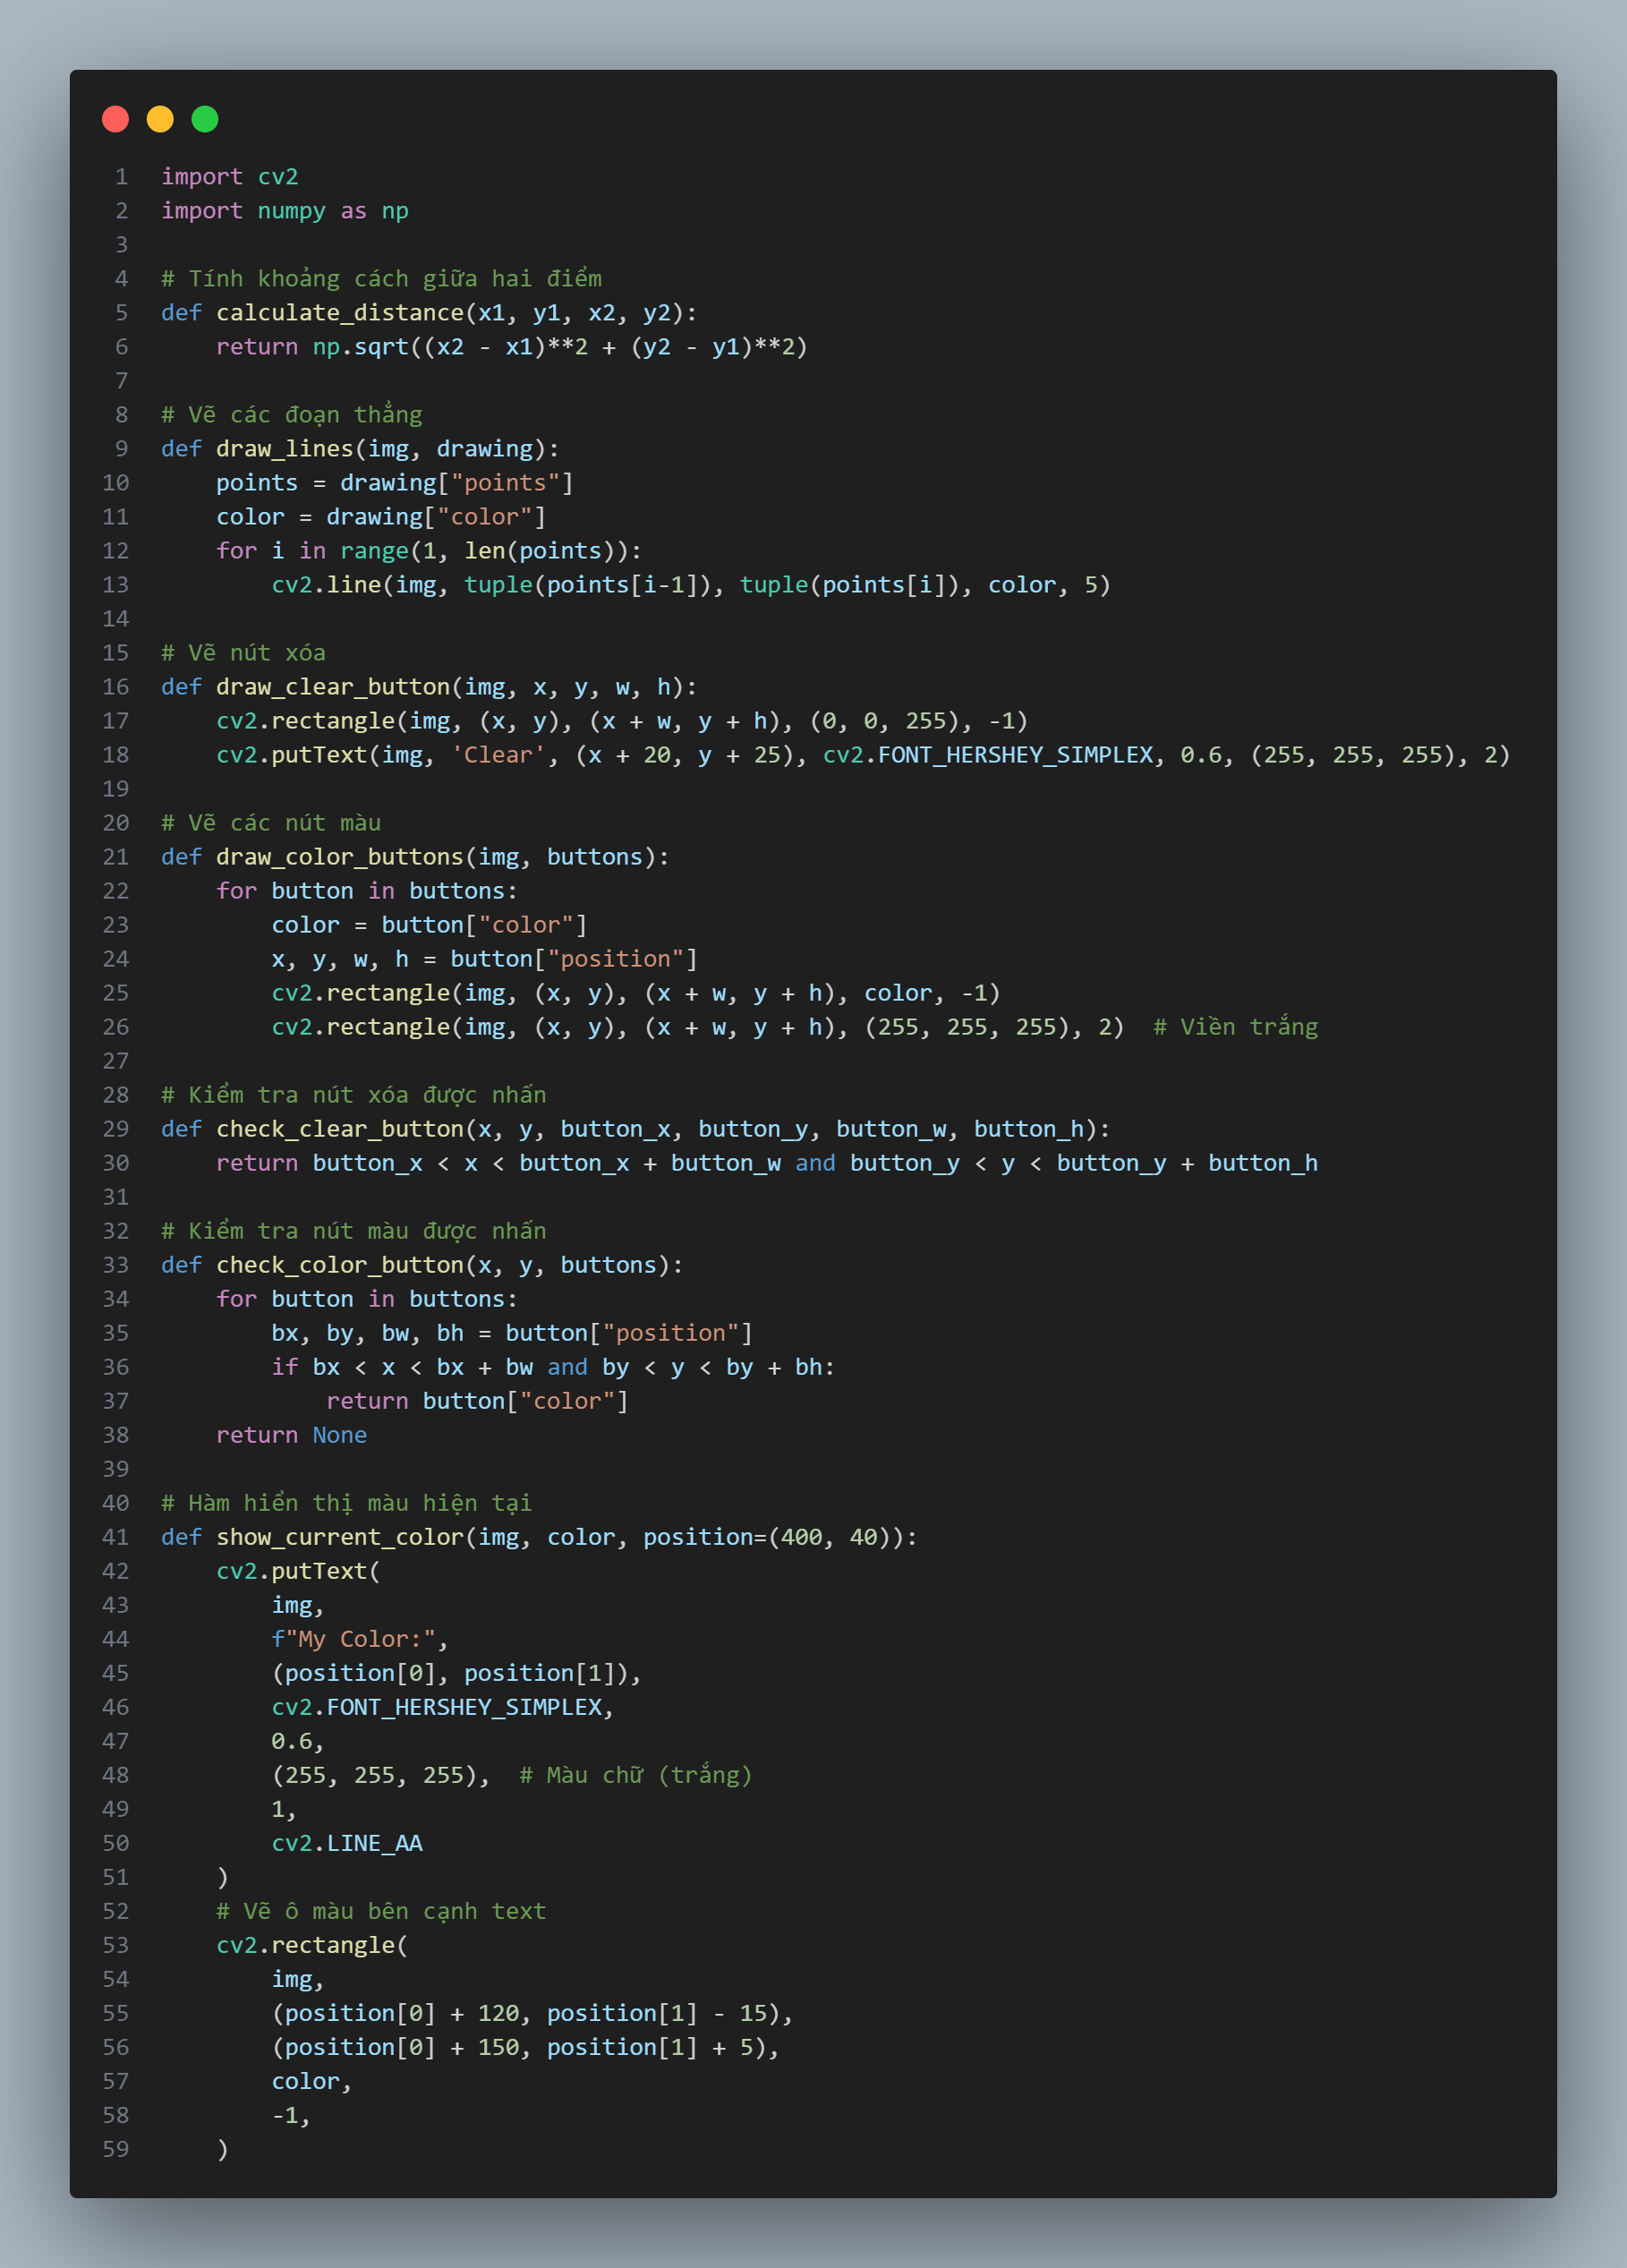 1 import cv2
2 import numpy as np
3
4 # Tính khoảng cách giữa hai điểm
5 def calculate_distance(x1, y1, x2, y2):
6     return np.sqrt((x2 - x1)**2 + (y2 - y1)**2)
7
8 # Vẽ các đoạn thẳng
9 def draw_lines(img, drawing):
10     points = drawing["points"]
11     color = drawing["color"]
12     for i in range(1, len(points)):
13         cv2.line(img, tuple(points[i-1]), tuple(points[i]), color, 5)
14
15 # Vẽ nút xóa
16 def draw_clear_button(img, x, y, w, h):
17     cv2.rectangle(img, (x, y), (x + w, y + h), (0, 0, 255), -1)
18     cv2.putText(img, 'Clear', (x + 20, y + 25), cv2.FONT_HERSHEY_SIMPLEX, 0.6, (255, 255, 255), 2)
19
20 # Vẽ các nút màu
21 def draw_color_buttons(img, buttons):
22     for button in buttons:
23         color = button["color"]
24         x, y, w, h = button["position"]
25         cv2.rectangle(img, (x, y), (x + w, y + h), color, -1)
26         cv2.rectangle(img, (x, y), (x + w, y + h), (255, 255, 255), 2)  # Viền trắng
27
28 # Kiểm tra nút xóa được nhấn
29 def check_clear_button(x, y, button_x, button_y, button_w, button_h):
30     return button_x < x < button_x + button_w and button_y < y < button_y + button_h
31
32 # Kiểm tra nút màu được nhấn
33 def check_color_button(x, y, buttons):
34     for button in buttons:
35         bx, by, bw, bh = button["position"]
36         if bx < x < bx + bw and by < y < by + bh:
37             return button["color"]
38     return None
39
40 # Hàm hiển thị màu hiện tại
41 def show_current_color(img, color, position=(400, 40)):
42     cv2.putText(
43         img,
44         f"My Color:",
45         (position[0], position[1]),
46         cv2.FONT_HERSHEY_SIMPLEX,
47         0.6,
48         (255, 255, 255),  # Màu chữ (trắng)
49         1,
50         cv2.LINE_AA
51     )
52     # Vẽ ô màu bên cạnh text
53     cv2.rectangle(
54         img,
55         (position[0] + 120, position[1] - 15),
56         (position[0] + 150, position[1] + 5),
57         color,
58         -1,
59     )